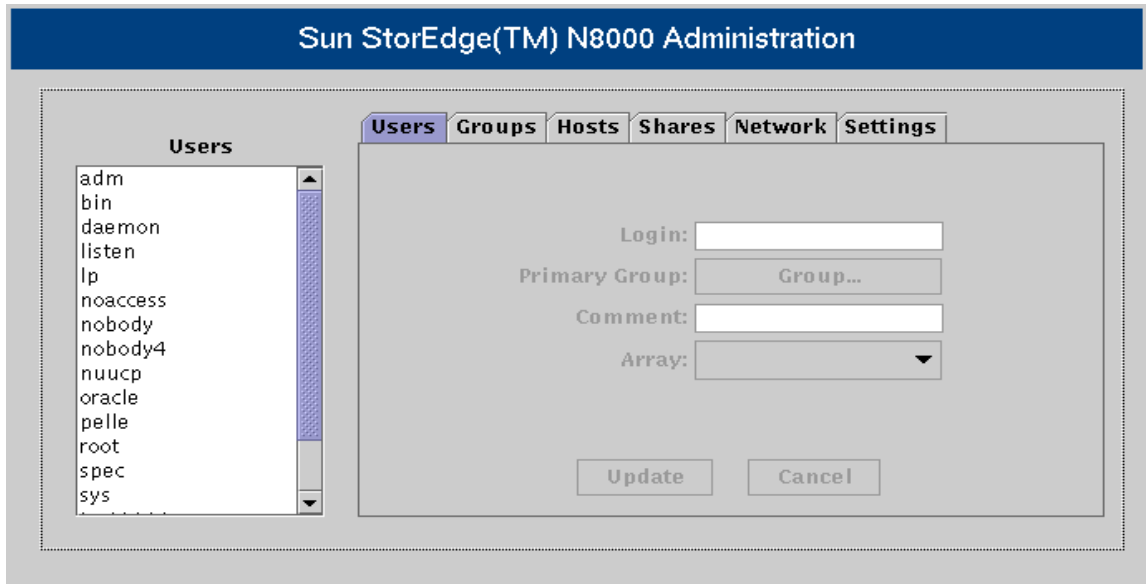 Sun StorEdge(TM) N8000 Administration
Users
adm
bin
daemon
listen
lp
noaccess
nobody
nobody4
nuucp
oracle
pelle
root
spec
sys
Users Groups Hosts Shares Network Settings
Login:
Primary Group: Group...
Comment:
Array:
Update Cancel